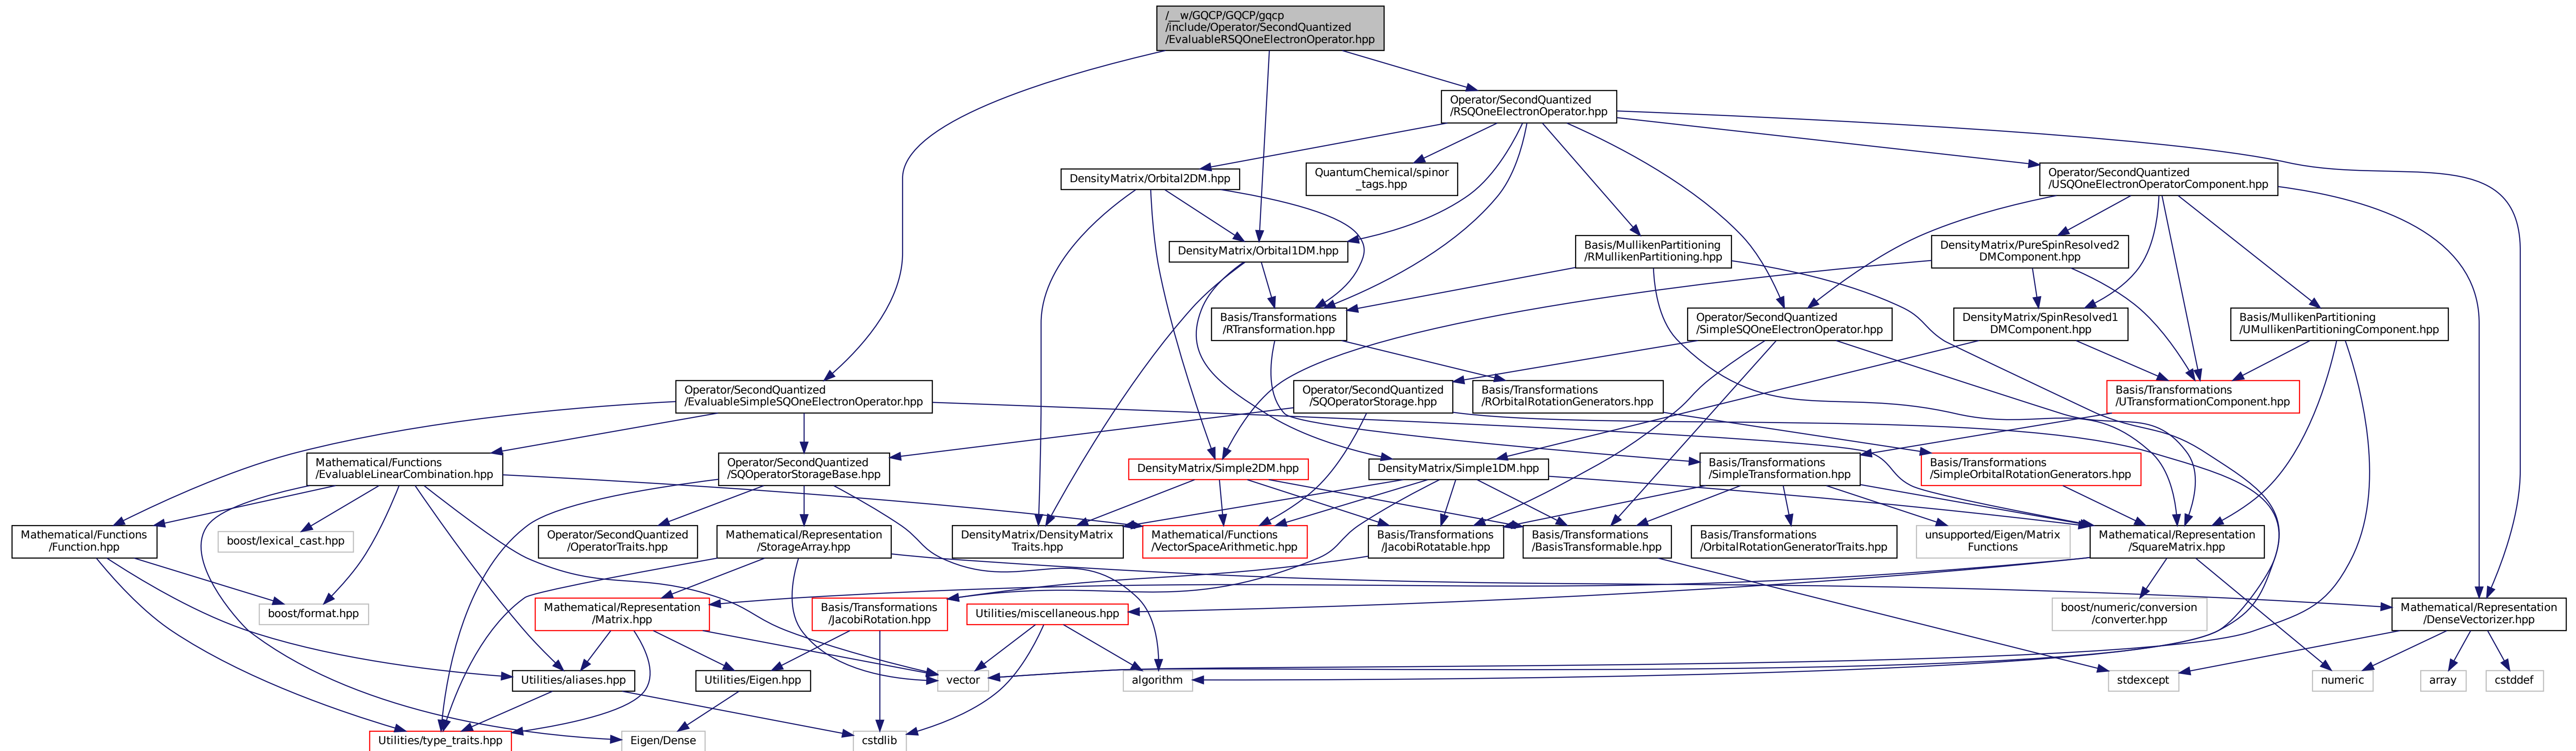 /__w/GQCP/GQCP/gqcp
/include/Operator/SecondQuantized
/EvaluableRSQOneElectronOperator.hpp
Operator/SecondQuantized
/RSQOneElectronOperator.hpp
DensityMatrix/Orbital2DM.hpp
QuantumChemical/spinor
_tags.hpp
Operator/SecondQuantized
/USQOneElectronOperatorComponent.hpp
DensityMatrix/Orbital1DM.hpp
Basis/MullikenPartitioning
/RMullikenPartitioning.hpp
DensityMatrix/PureSpinResolved2
DMComponent.hpp
Basis/Transformations
/RTransformation.hpp
Operator/SecondQuantized
/SimpleSQOneElectronOperator.hpp
DensityMatrix/SpinResolved1
DMComponent.hpp
Basis/MullikenPartitioning
/UMullikenPartitioningComponent.hpp
Operator/SecondQuantized
/EvaluableSimpleSQOneElectronOperator.hpp
Operator/SecondQuantized
/SQOperatorStorage.hpp
Basis/Transformations
/ROrbitalRotationGenerators.hpp
Basis/Transformations
/UTransformationComponent.hpp
Mathematical/Functions
/EvaluableLinearCombination.hpp
Operator/SecondQuantized
/SQOperatorStorageBase.hpp
DensityMatrix/Simple2DM.hpp
DensityMatrix/Simple1DM.hpp
Basis/Transformations
/SimpleTransformation.hpp
Basis/Transformations
/SimpleOrbitalRotationGenerators.hpp
Mathematical/Functions
/Function.hpp
boost/lexical_cast.hpp
Operator/SecondQuantized
/OperatorTraits.hpp
Mathematical/Representation
/StorageArray.hpp
DensityMatrix/DensityMatrix
Traits.hpp
Mathematical/Functions
/VectorSpaceArithmetic.hpp
Basis/Transformations
/JacobiRotatable.hpp
Basis/Transformations
/BasisTransformable.hpp
Basis/Transformations
/OrbitalRotationGeneratorTraits.hpp
unsupported/Eigen/Matrix
Functions
Mathematical/Representation
/SquareMatrix.hpp
boost/format.hpp
Mathematical/Representation
/Matrix.hpp
Basis/Transformations
/JacobiRotation.hpp
Utilities/miscellaneous.hpp
boost/numeric/conversion
/converter.hpp
Mathematical/Representation
/DenseVectorizer.hpp
Utilities/aliases.hpp
Utilities/Eigen.hpp
vector
algorithm
stdexcept
numeric
array
cstddef
Utilities/type_traits.hpp
Eigen/Dense
cstdlib